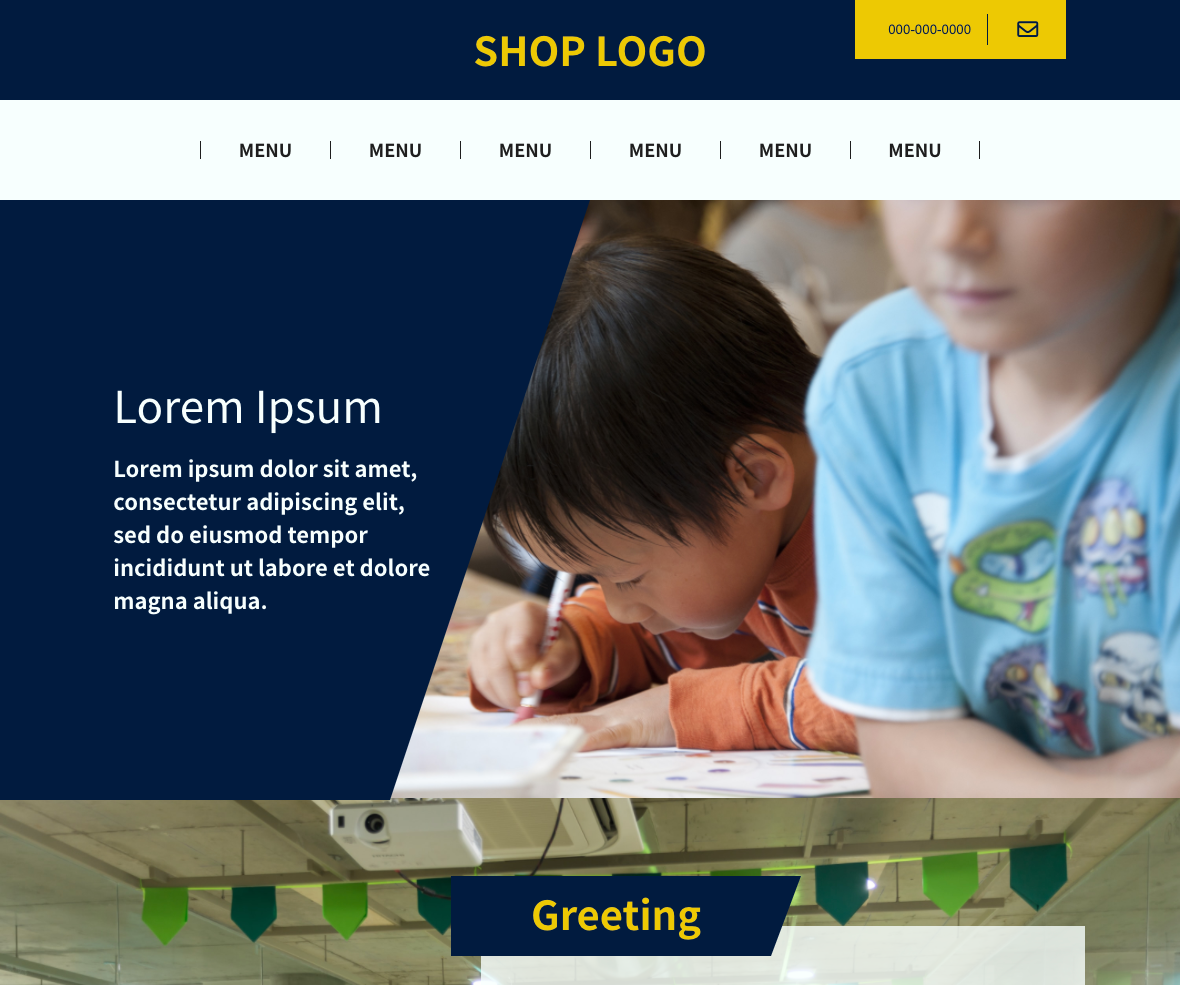 SHOP LOGO
000-000-0000
MENU MENU MENU MENU MENU MENU
Lorem Ipsum
Lorem ipsum dolor sit amet,
consectetur adipiscing elit,
sed do eiusmod tempor
incididunt ut labore et dolore
magna aliqua.
Greeting